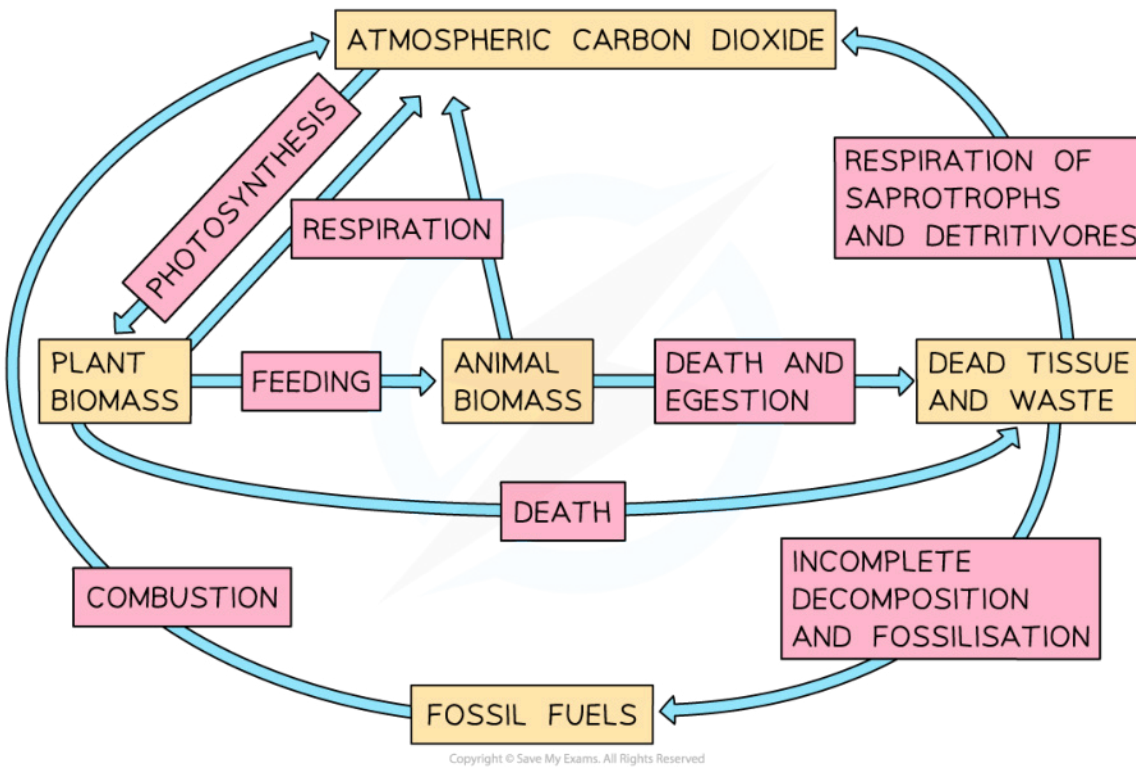 ATMOSPHERIC CARBON DIOXIDE
PHOTOSYNTHESIS
RESPIRATION
RESPIRATION OF
SAPROTROPHS
AND DETRITIVORES
PLANT
BIOMASS
FEEDING
ANIMAL
BIOMASS
DEATH AND
EGESTION
DEAD TISSUE
AND WASTE
DEATH
COMBUSTION
INCOMPLETE
DECOMPOSITION
AND FOSSILISATION
FOSSIL FUELS
Copyright © Save My Exams. All Rights Reserved